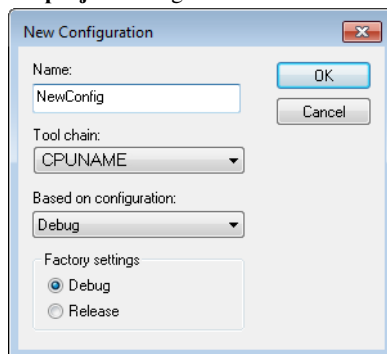 New Configuration
Name:
OK
NewConfig
Cancel
Tool chain:
CPUNAME
Based on configuration:
Debug
Factory settings
Debug
Release